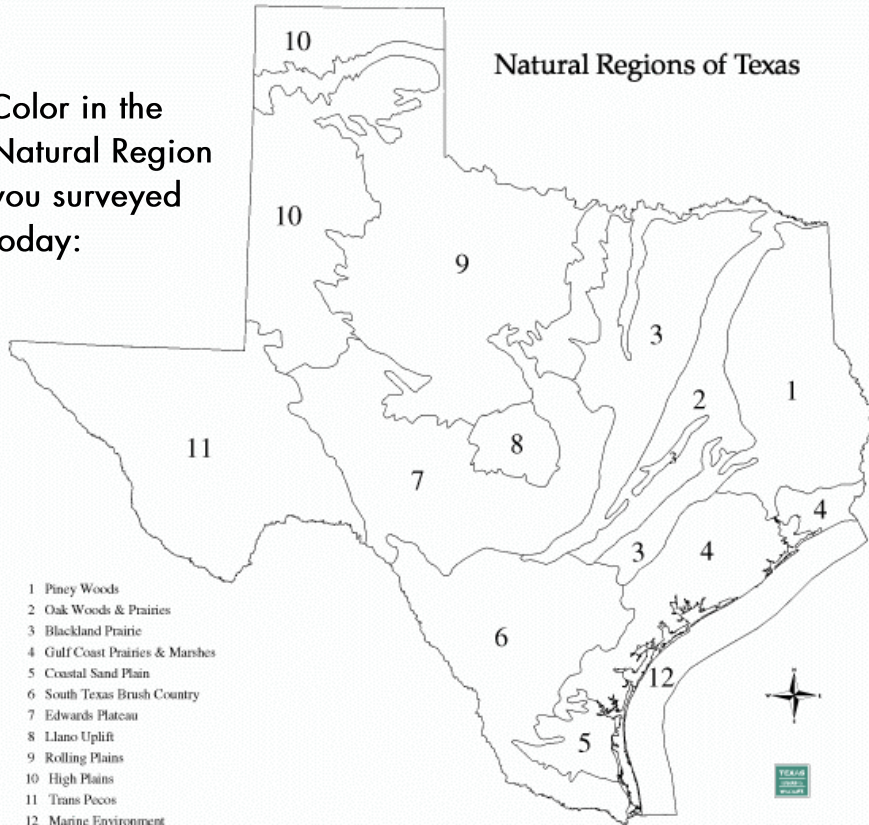 Natural Regions of Texas
Color in the
Natural Region
you surveyed
today:
10
10
9
3
1
2
11
8
3
7
4
3
4
6
12
5
1 Piney Woods
2 Oak Woods & Prairies
3 Blackland Prairie
4 Gulf Coast Prairies & Marshes
5 Coastal Sand Plain
6 South Texas Brush Country
7 Edwards Plateau
8 Llano Uplift
9 Rolling Plains
10 High Plains
11 Trans Pecos
12 Marine Environment
TEXAS